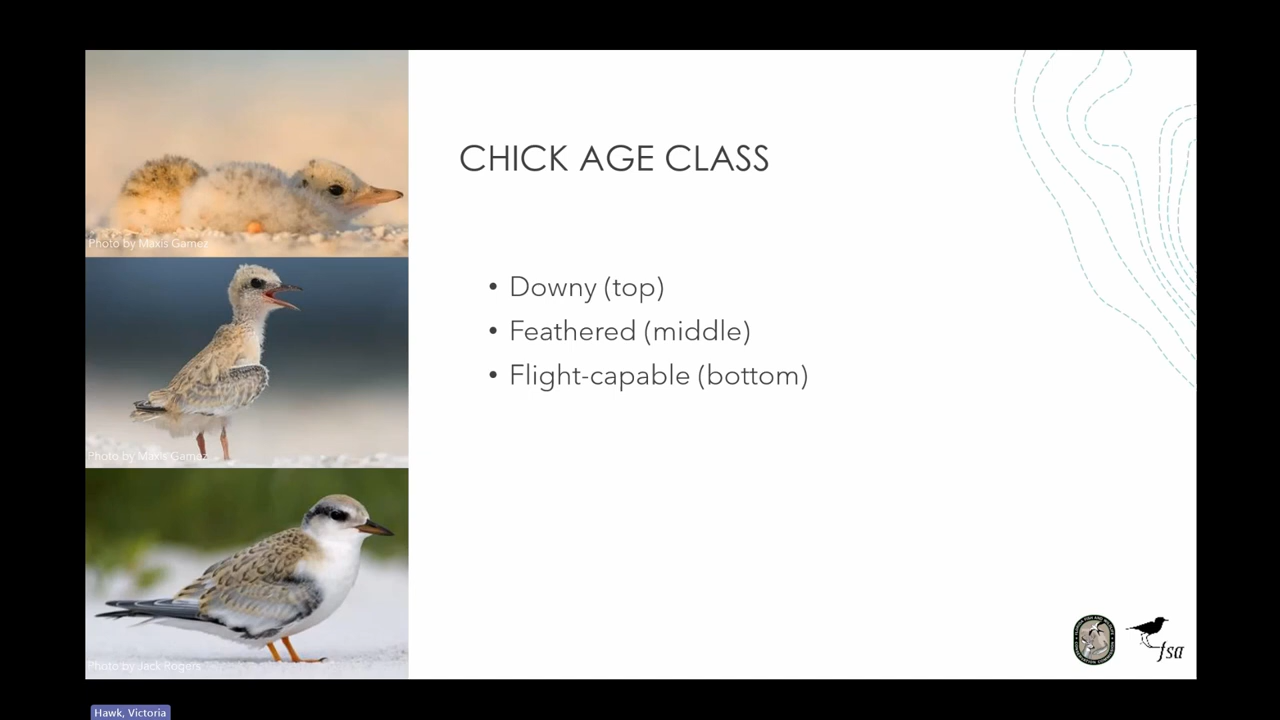 CHICK AGE CLASS
• Downy (top)
• Feathered (middle)
• Flight-capable (bottom)
Photo by Maxis Gamez
Photo by Maxis Gamez
Photo by Jack Rogers
fsa
Hawk, Victoria